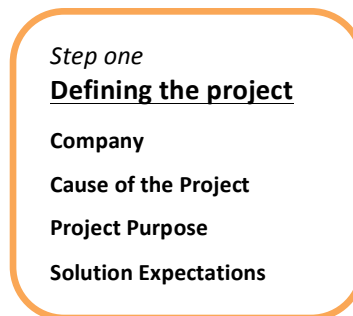 Step one
Defining the project
Company
Cause of the Project
Project Purpose
Solution Expectations